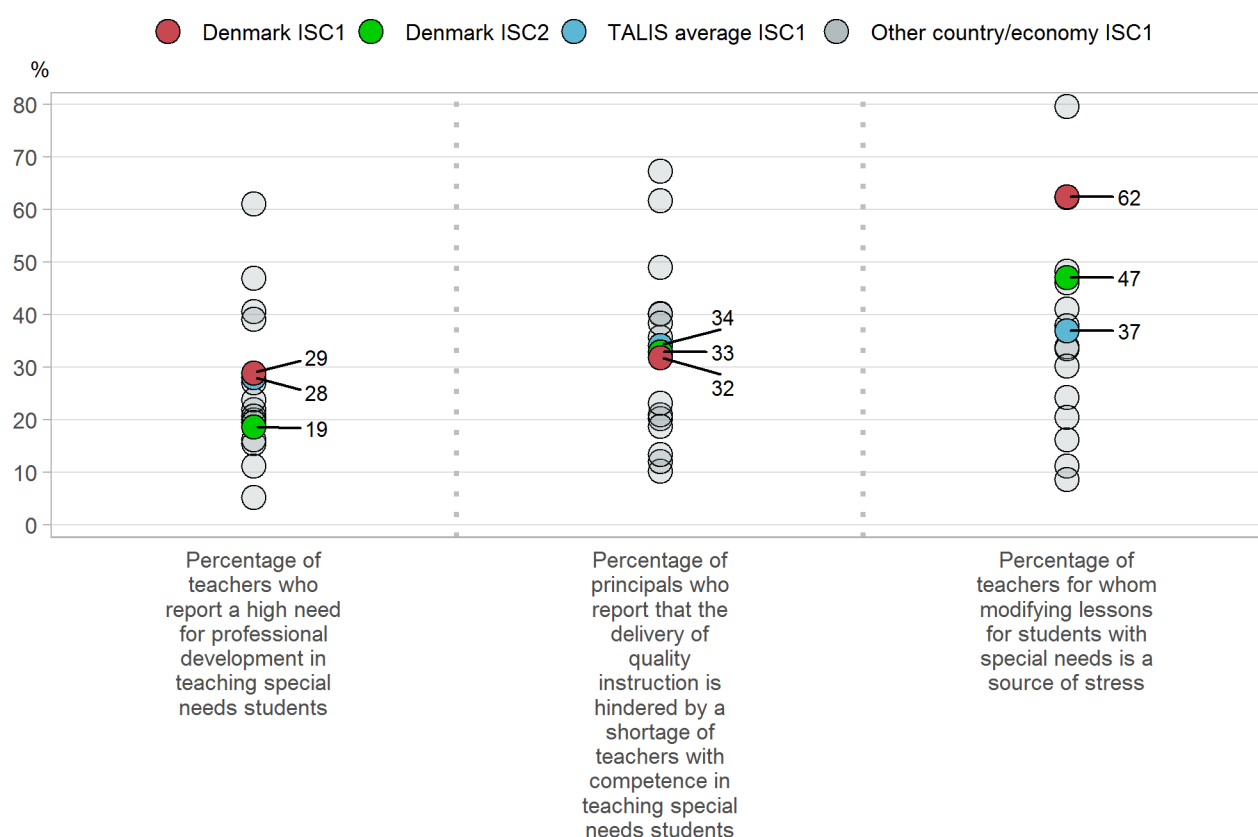 Denmark ISC1 Denmark ISC2 TALIS average ISC1 Other country/economy ISC1
%
80
70
60
50
40
30
20
10
0
29
28
19
34
33
32
62
47
37
Percentage of
teachers who
report a high need
for professional
development in
teaching special
needs students
Percentage of
principals who
report that the
delivery of
quality
instruction is
hindered by a
shortage of
teachers with
competence in
teaching special
needs students
Percentage of
teachers for whom
modifying lessons
for students with
special needs is a
source of stress